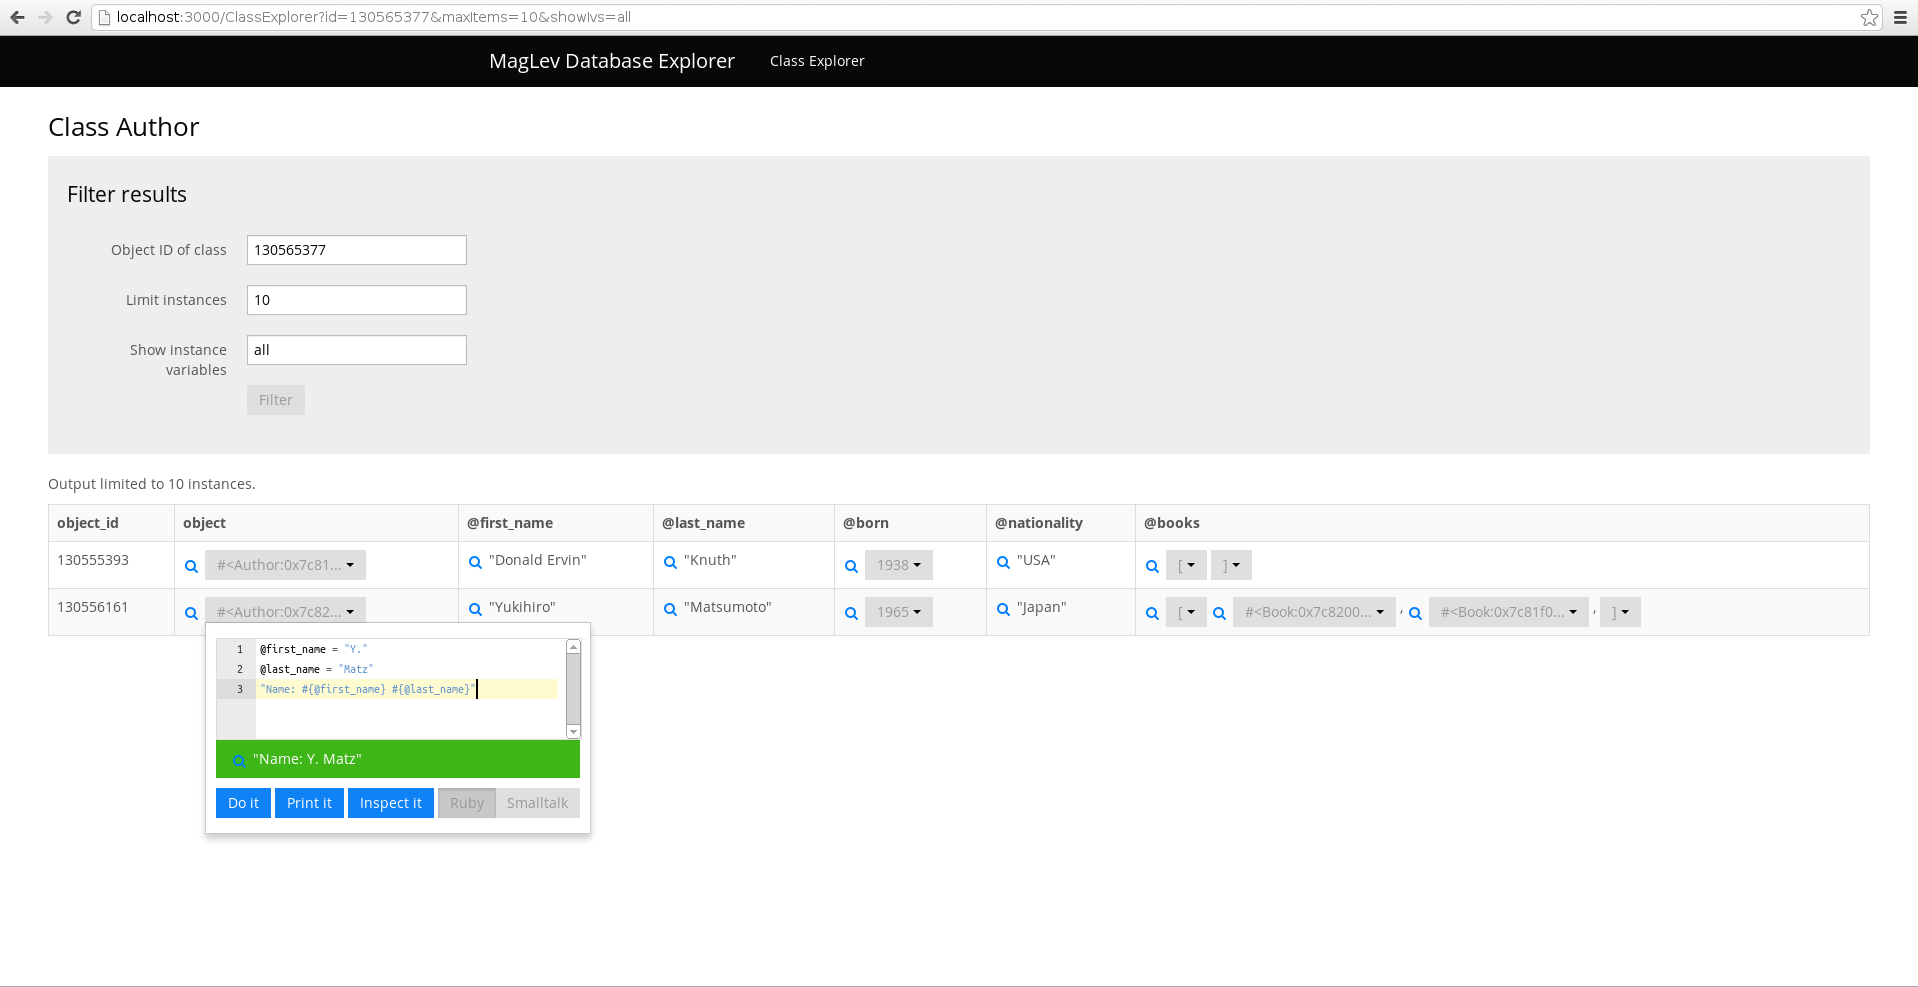 localhost:3000/ClassExplorer?id=130565377&maxItems=10&showIvs=all
MagLev Database Explorer Class Explorer
Class Author
Filter results
Object ID of class 130565377
Limit instances 10
Show instance all
variables
Filter
Output limited to 10 instances.
object_id object @first_name @last_name @born @nationality @books
130555393 #<Author:0x7c81... "Donald Ervin" "Knuth" 1938 "USA" [ ]
130556161 #<Author:0x7c82... "Yukihiro" "Matsumoto" 1965 "Japan" [ #<Book:0x7c8200... , #<Book:0x7c81f0... , ]
1 @first_name = "Y."
2 @last_name = "Matz"
3 "Name: #{@first_name} #{@last_name}"
"Name: Y. Matz"
Do it Print it Inspect it Ruby Smalltalk